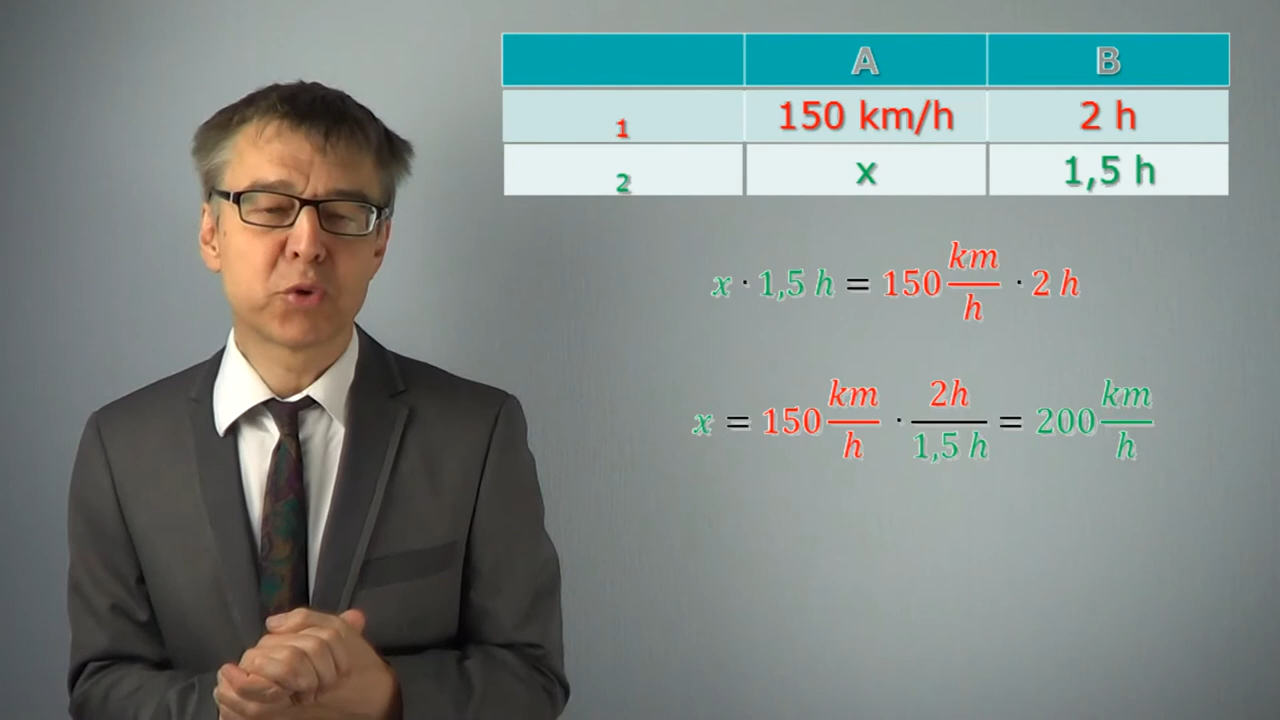 A B
1 150 km/h 2 h
2 x 1,5 h
x · 1,5 h = 150 km/h · 2 h
x = 150 km/h · 2h/1,5 h = 200 km/h